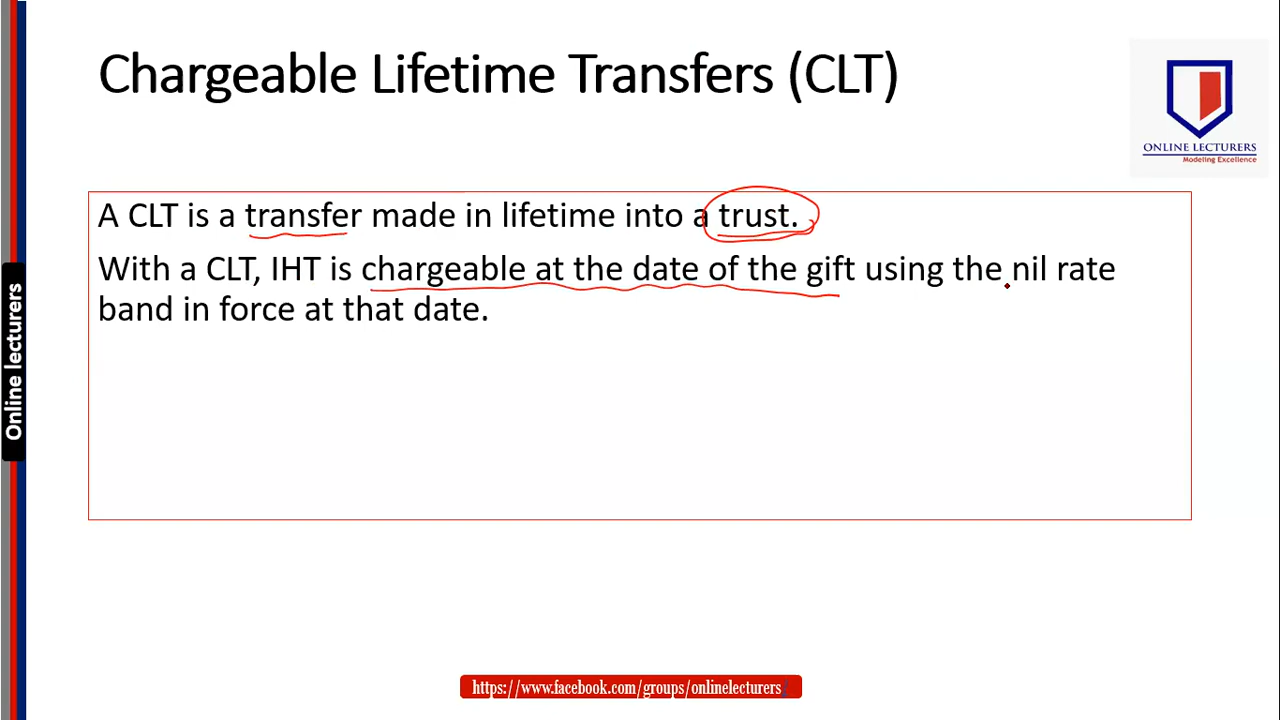 Chargeable Lifetime Transfers (CLT)
ONLINE LECTURERS
Modeling Excellence
A CLT is a transfer made in lifetime into a trust.
With a CLT, IHT is chargeable at the date of the gift using the nil rate
band in force at that date.
Online lecturers
https://www.facebook.com/groups/onlinelecturers/